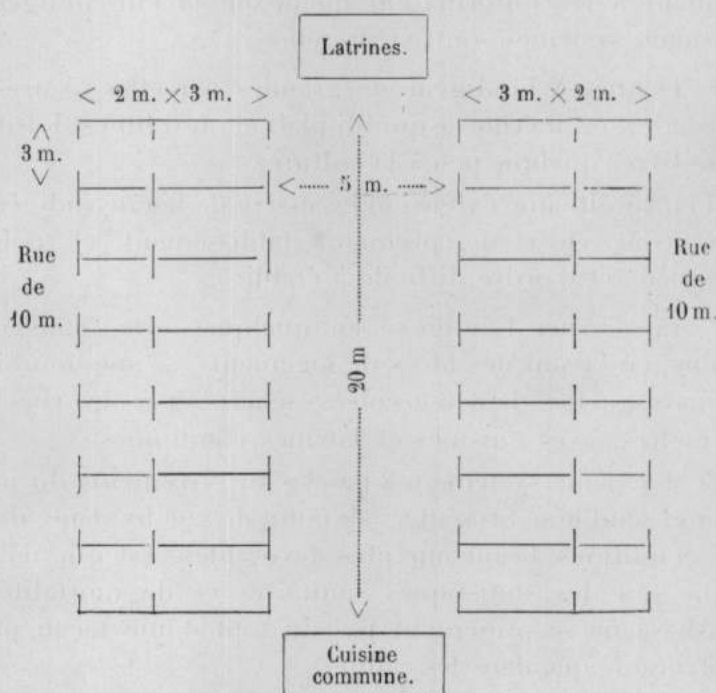 Latrines.
< 2 m. × 3 m. >
< 3 m. × 2 m. >
3 m.
5 m.
Rue
de
10 m.
Rue
de
10 m.
20 m
Cuisine
commune.